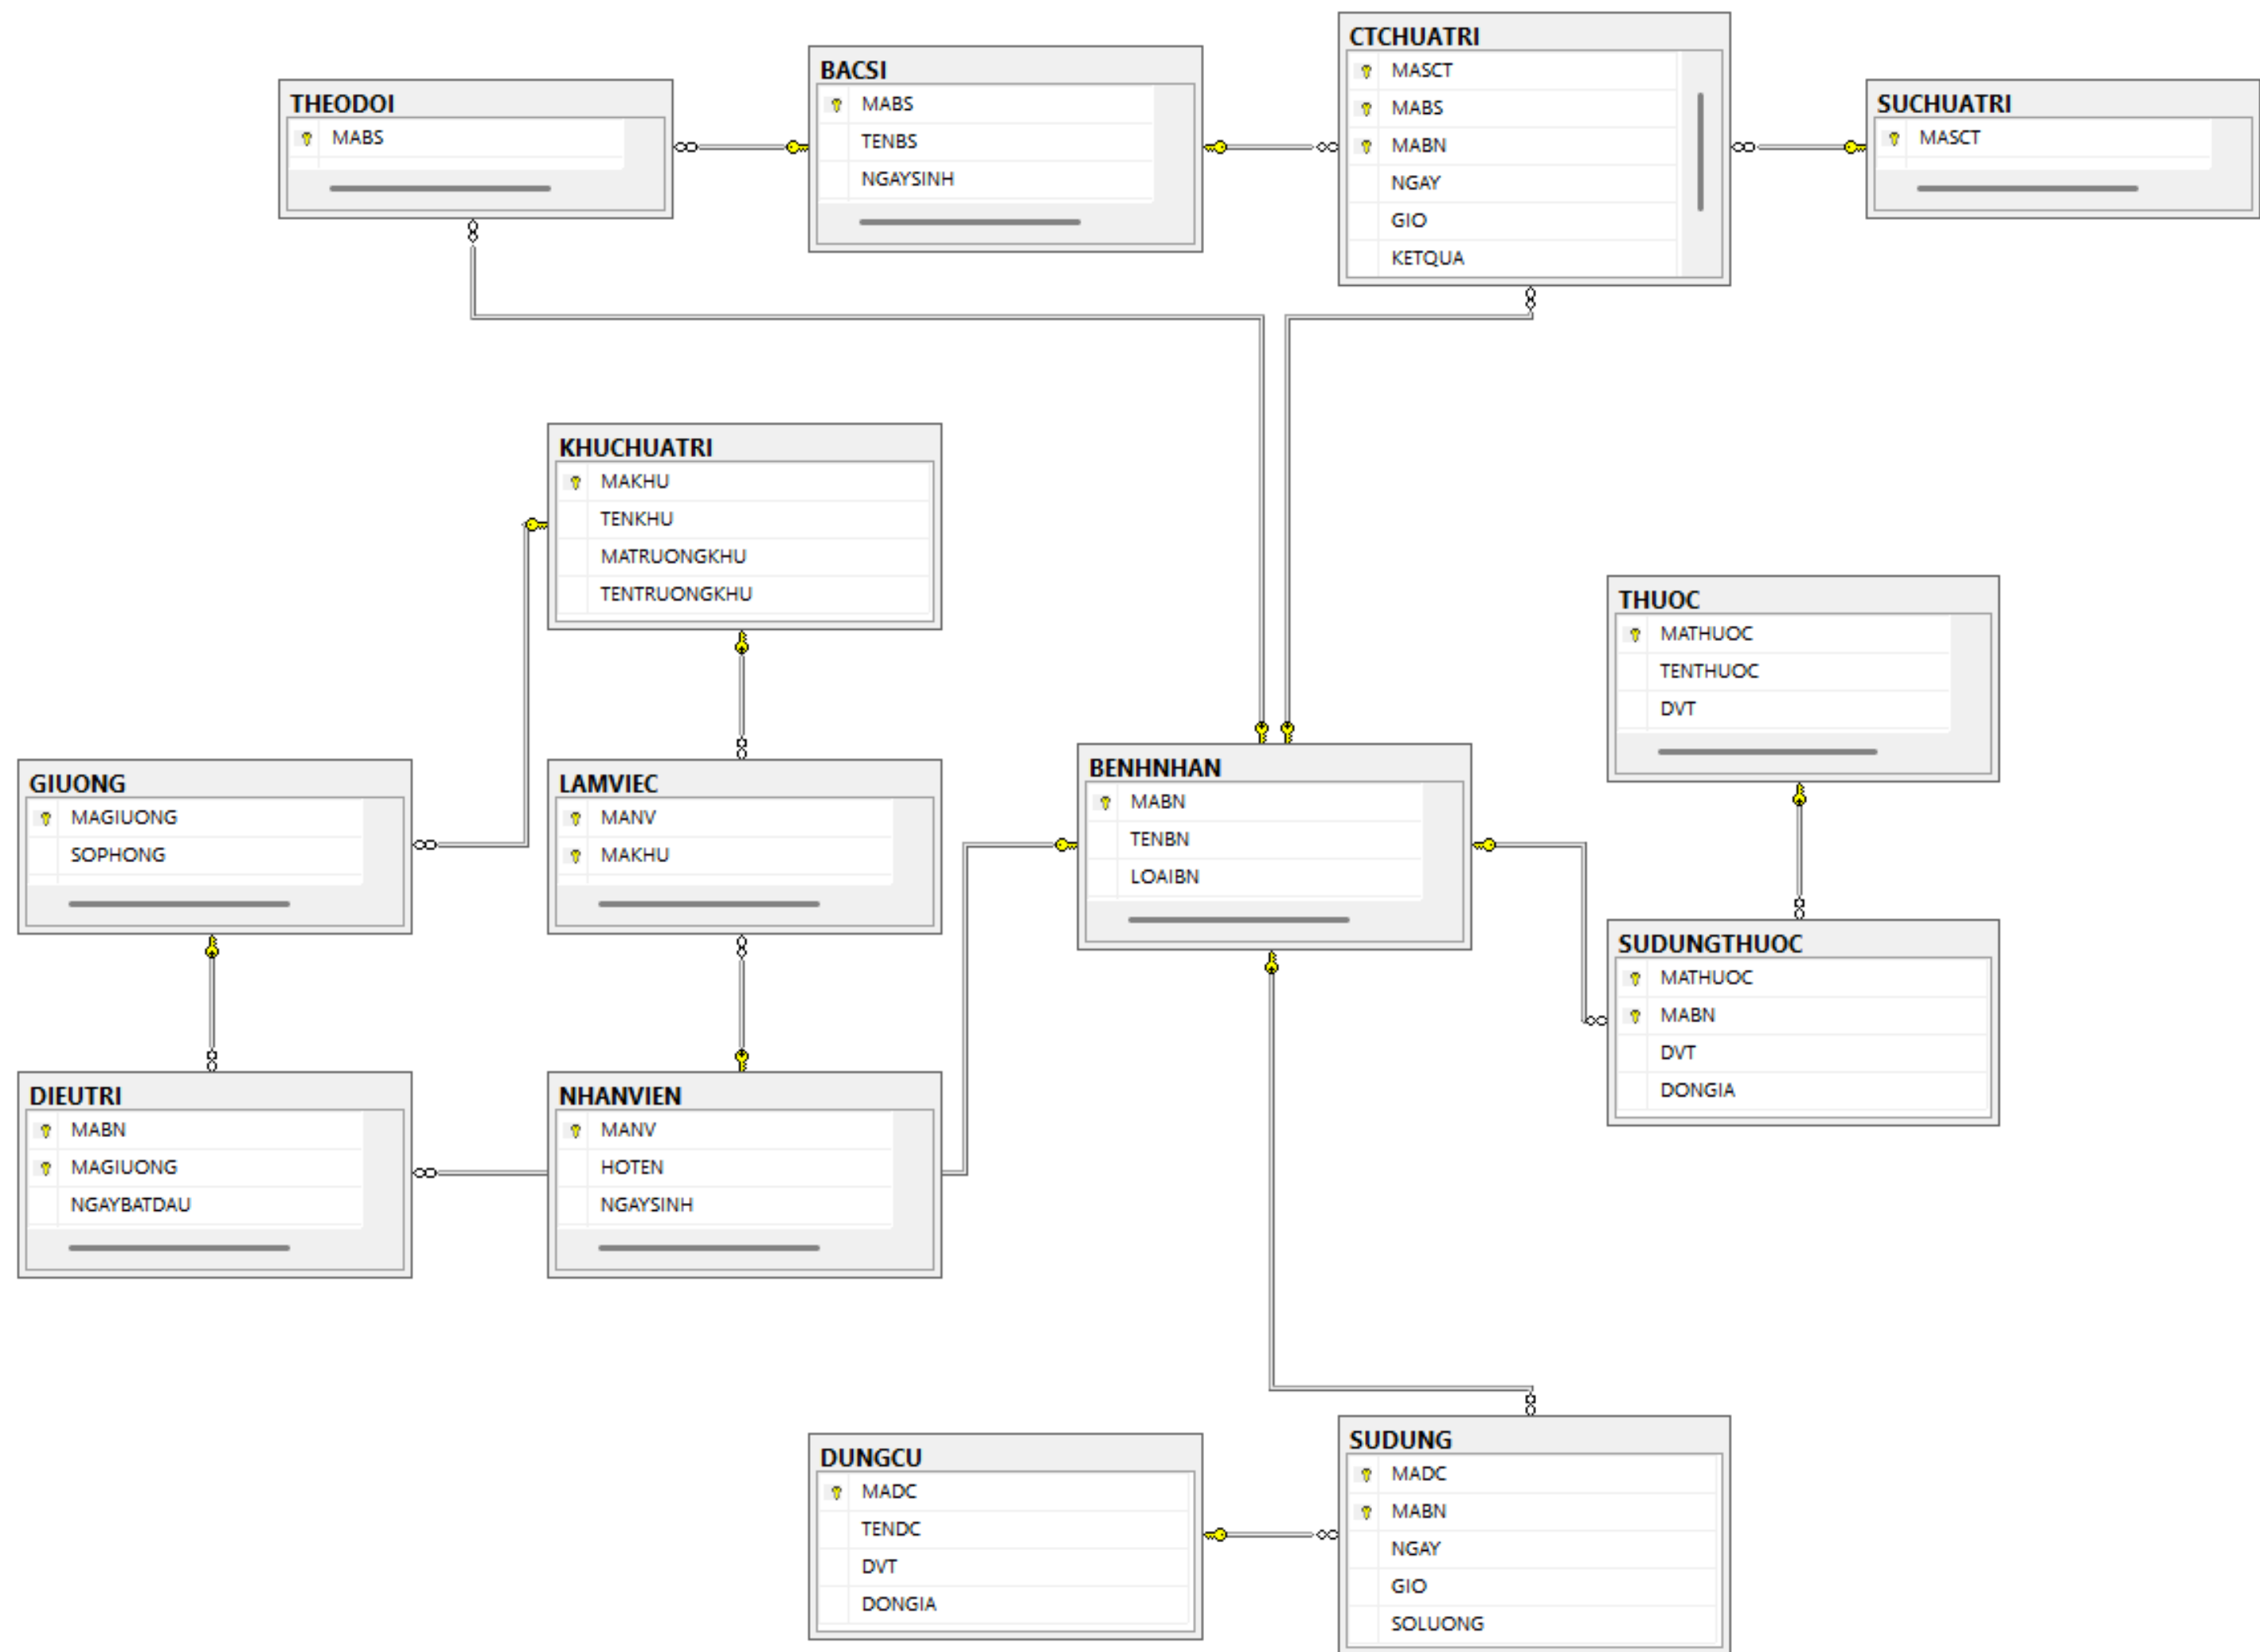 THEODOI
MABS
BACSI
MABS
TENBS
NGAYSINH
CTCHUATRI
MASCT
MABS
MABN
NGAY
GIO
KETQUA
SUCHUATRI
MASCT
KHUCHUATRI
MAKHU
TENKHU
MATRUONGKHU
TENTRUONGKHU
THUOC
MATHUOC
TENTHUOC
DVT
GIUONG
MAGIUONG
SOPHONG
LAMVIEC
MANV
MAKHU
BENHNHAN
MABN
TENBN
LOAIBN
SUDUNGTHUOC
MATHUOC
MABN
DVT
DONGIA
DIEUTRI
MABN
MAGIUONG
NGAYBATDAU
NHANVIEN
MANV
HOTEN
NGAYSINH
DUNGCU
MADC
TENDC
DVT
DONGIA
SUDUNG
MADC
MABN
NGAY
GIO
SOLUONG